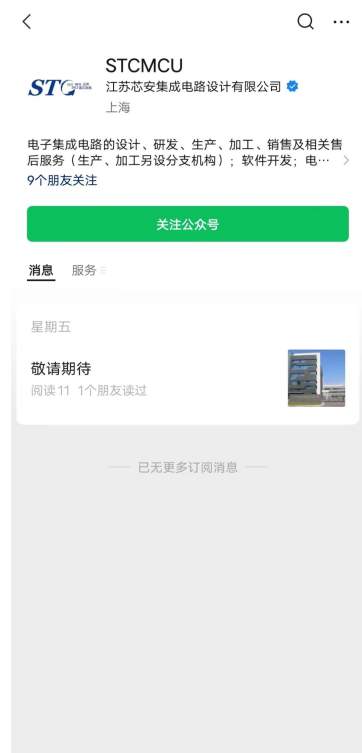 STCMCU
STC
江苏芯安集成电路设计有限公司
上海
电子集成电路的设计、研发、生产、加工、销售及相关售
后服务（生产、加工另设分支机构）；软件开发；电…
9个朋友关注
关注公众号
消息 服务
星期五
敬请期待
阅读11 1个朋友读过
已无更多订阅消息